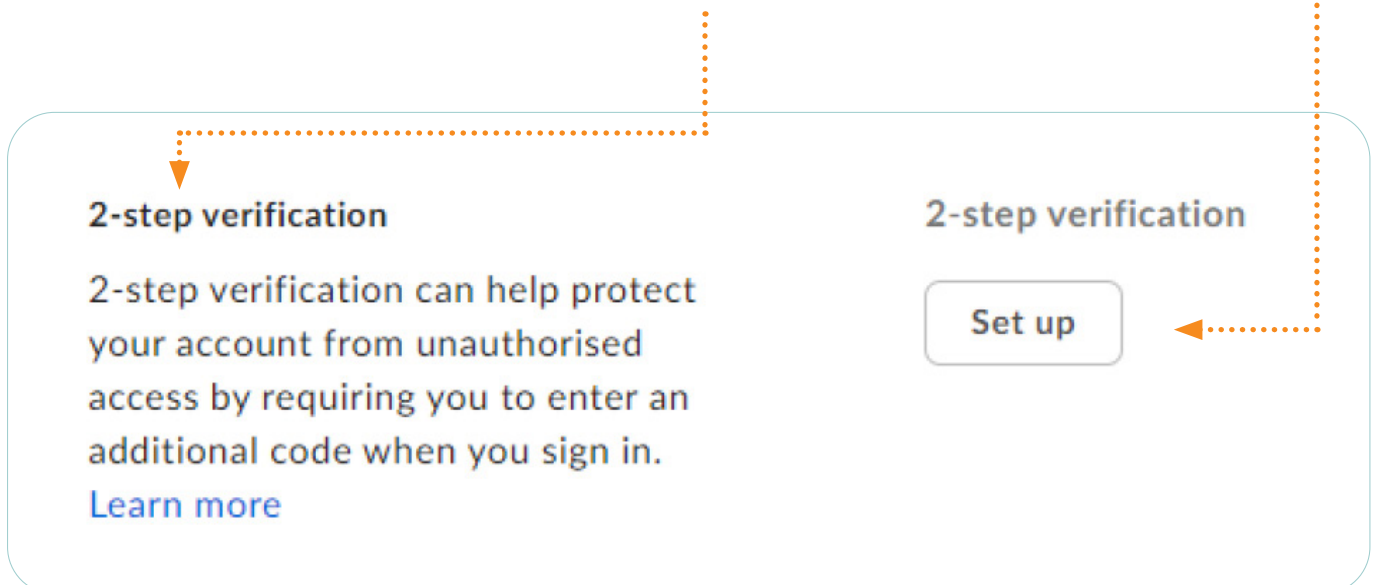 2-step verification
2-step verification can help protect
your account from unauthorised
access by requiring you to enter an
additional code when you sign in.
Learn more
2-step verification
Set up